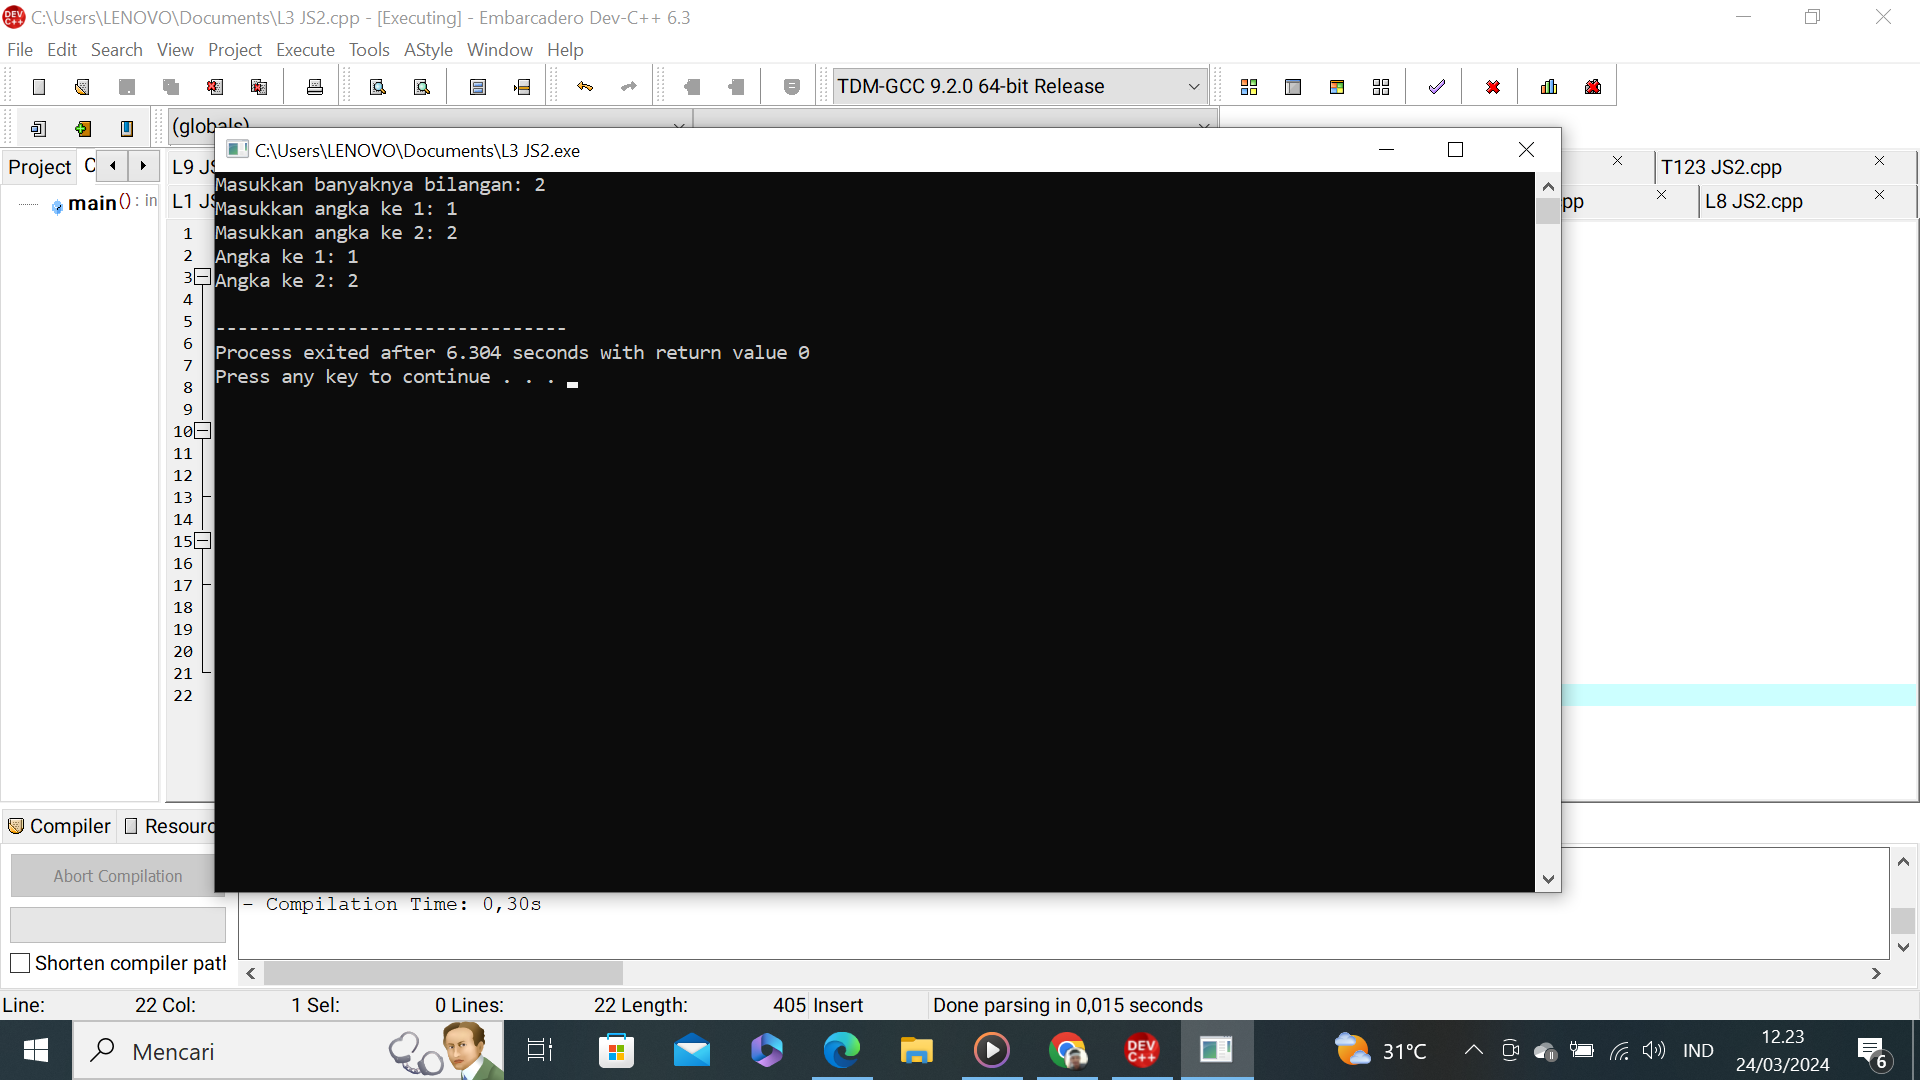 C:\Users\LENOVO\Documents\L3 JS2.cpp - [Executing] - Embarcadero Dev-C++ 6.3
File Edit Search View Project Execute Tools AStyle Window Help
TDM-GCC 9.2.0 64-bit Release
(globals)
C:\Users\LENOVO\Documents\L3 JS2.exe
Project
L9
T123 JS2.cpp
main() : in
L1
L8 JS2.cpp
Masukkan banyaknya bilangan: 2
Masukkan angka ke 1: 1
Masukkan angka ke 2: 2
Angka ke 1: 1
Angka ke 2: 2
--------------------------------
Process exited after 6.304 seconds with return value 0
Press any key to continue . . .
1
2
3
4
5
6
7
8
9
10
11
12
13
14
15
16
17
18
19
20
21
22
Compiler
Abort Compilation
- Compilation Time: 0,30s
Shorten compiler
Line: 22 Col: 1 Sel: 0 Lines: 22 Length: 405 Insert Done parsing in 0,015 seconds
Mencari
DEV C++
31°C
IND
12.23
24/03/2024
6